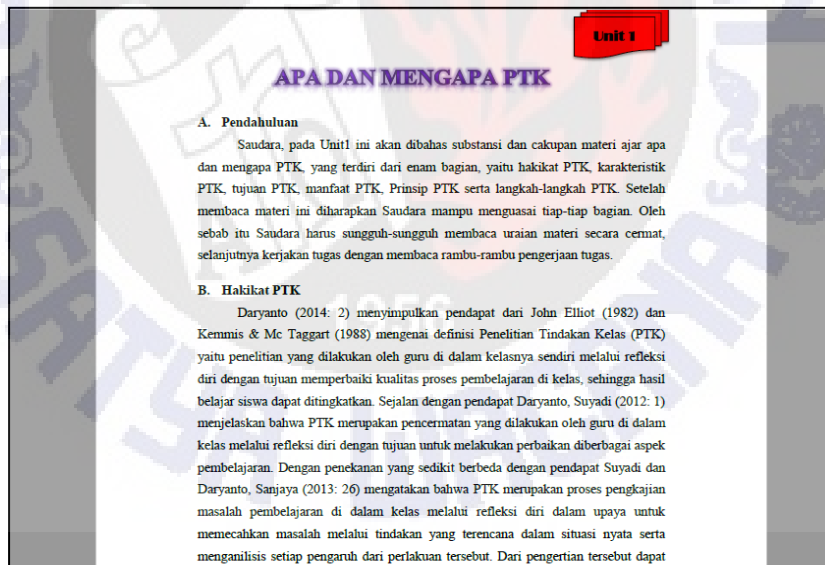 Unit 1
APA DAN MENGAPA PTK
A. Pendahuluan
Saudara, pada Unit1 ini akan dibahas substansi dan cakupan materi ajar apa
dan mengapa PTK, yang terdiri dari enam bagian, yaitu hakikat PTK, karakteristik
PTK, tujuan PTK, manfaat PTK, Prinsip PTK serta langkah-langkah PTK. Setelah
membaca materi ini diharapkan Saudara mampu menguasai tiap-tiap bagian. Oleh
sebab itu Saudara harus sungguh-sungguh membaca uraian materi secara cermat,
selanjutnya kerjakan tugas dengan membaca rambu-rambu pengerjaan tugas.
B. Hakikat PTK
Daryanto (2014: 2) menyimpulkan pendapat dari John Elliot (1982) dan
Kemmis & Mc Taggart (1988) mengenai definisi Penelitian Tindakan Kelas (PTK)
yaitu penelitian yang dilakukan oleh guru di dalam kelasnya sendiri melalui refleksi
diri dengan tujuan memperbaiki kualitas proses pembelajaran di kelas, sehingga hasil
belajar siswa dapat ditingkatkan. Sejalan dengan pendapat Daryanto, Suyadi (2012: 1)
menjelaskan bahwa PTK merupakan pencermatan yang dilakukan oleh guru di dalam
kelas melalui refleksi diri dengan tujuan untuk melakukan perbaikan diberbagai aspek
pembelajaran. Dengan penekanan yang sedikit berbeda dengan pendapat Suyadi dan
Daryanto, Sanjaya (2013: 26) mengatakan bahwa PTK merupakan proses pengkajian
masalah pembelajaran di dalam kelas melalui refleksi diri dalam upaya untuk
memecahkan masalah melalui tindakan yang terencana dalam situasi nyata serta
menganilisis setiap pengaruh dari perlakuan tersebut. Dari pengertian tersebut dapat
1956
SATYA WACANA